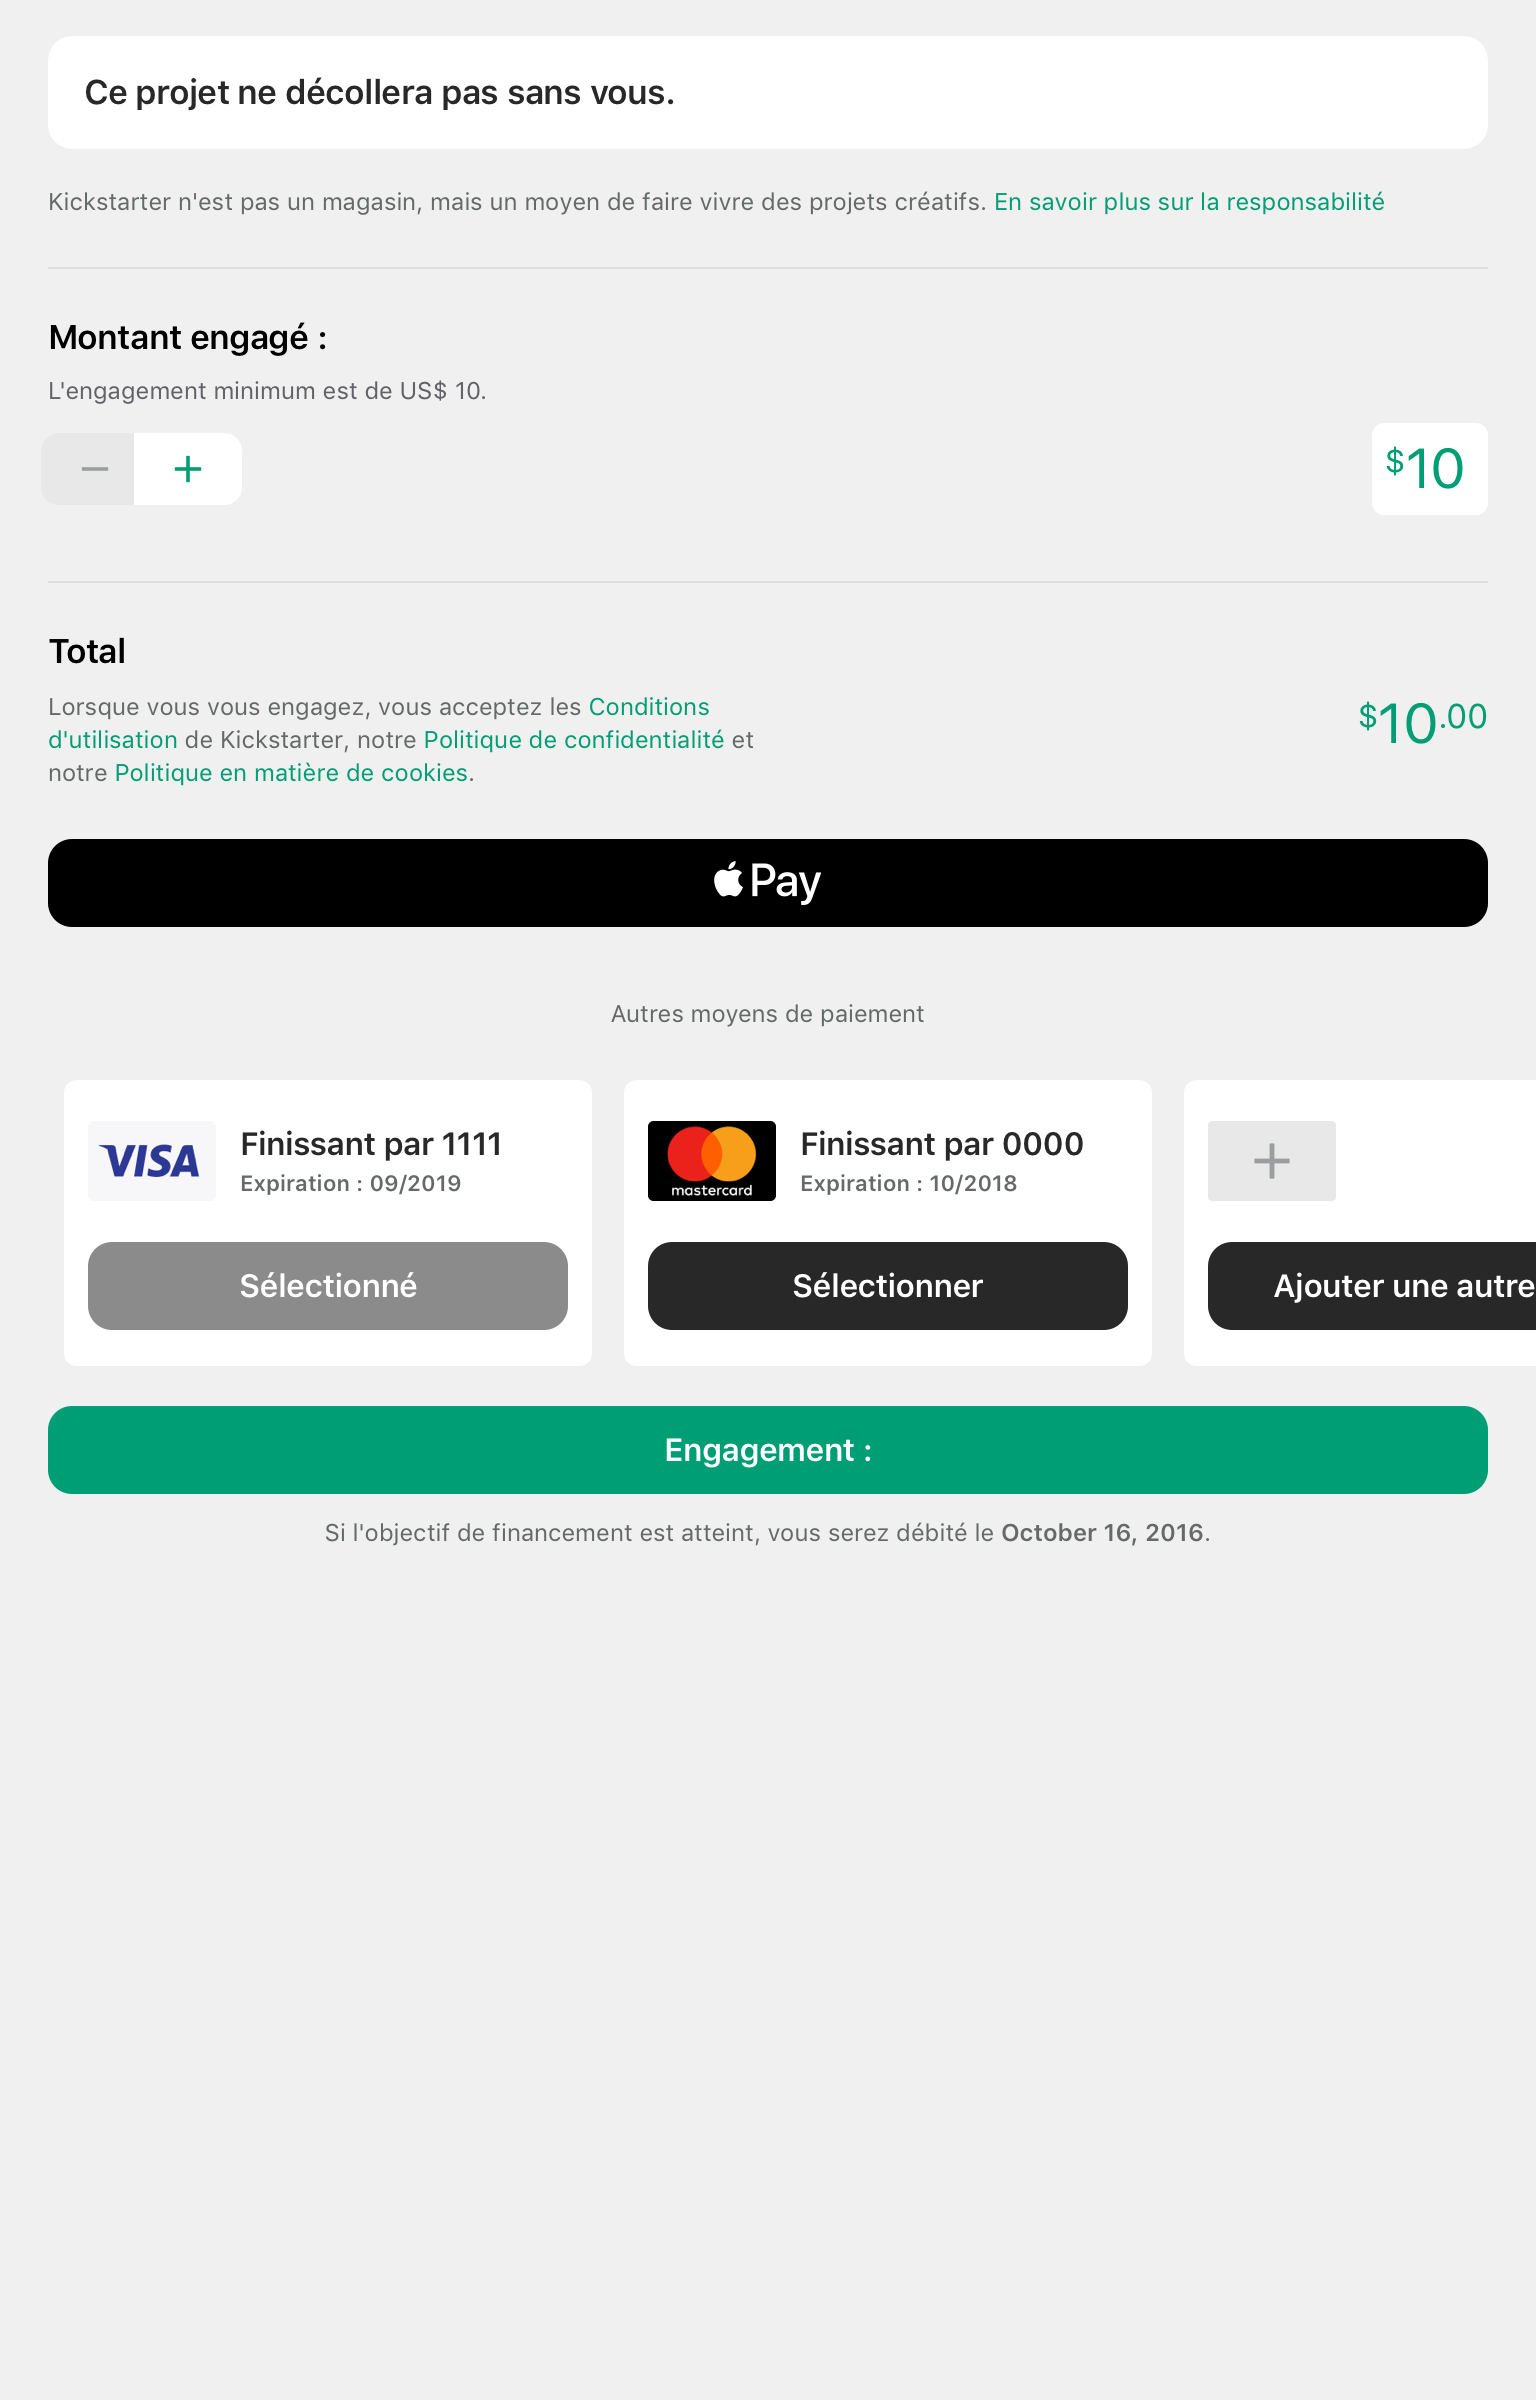 Ce projet ne décollera pas sans vous.
Kickstarter n'est pas un magasin, mais un moyen de faire vivre des projets créatifs. En savoir plus sur la responsabilité
Montant engagé :
L'engagement minimum est de US$ 10.
$10
Total
Lorsque vous vous engagez, vous acceptez les Conditions
d'utilisation de Kickstarter, notre Politique de confidentialité et
notre Politique en matière de cookies.
$10.00
Pay
Autres moyens de paiement
VISA
Finissant par 1111
Expiration : 09/2019
Sélectionné
mastercard
Finissant par 0000
Expiration : 10/2018
Sélectionner
Ajouter une autre
Engagement :
Si l'objectif de financement est atteint, vous serez débité le October 16, 2016.